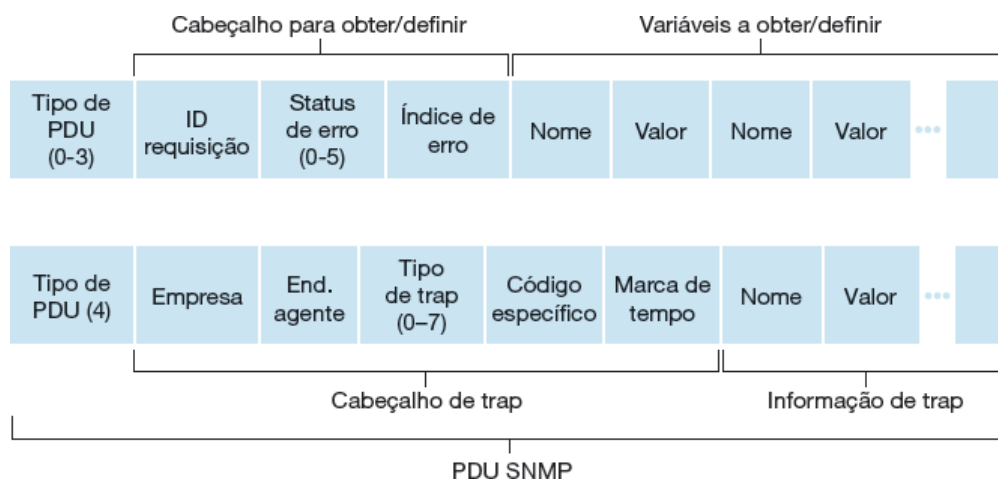 Cabeçalho para obter/definir
Variáveis a obter/definir
Tipo de
PDU
(0-3)
ID
requisição
Status
de erro
(0-5)
Índice de
erro
Nome
Valor
Nome
Valor
Tipo de
PDU (4)
Empresa
End.
agente
Tipo
de trap
(0–7)
Código
específico
Marca de
tempo
Nome
Valor
Cabeçalho de trap
Informação de trap
PDU SNMP